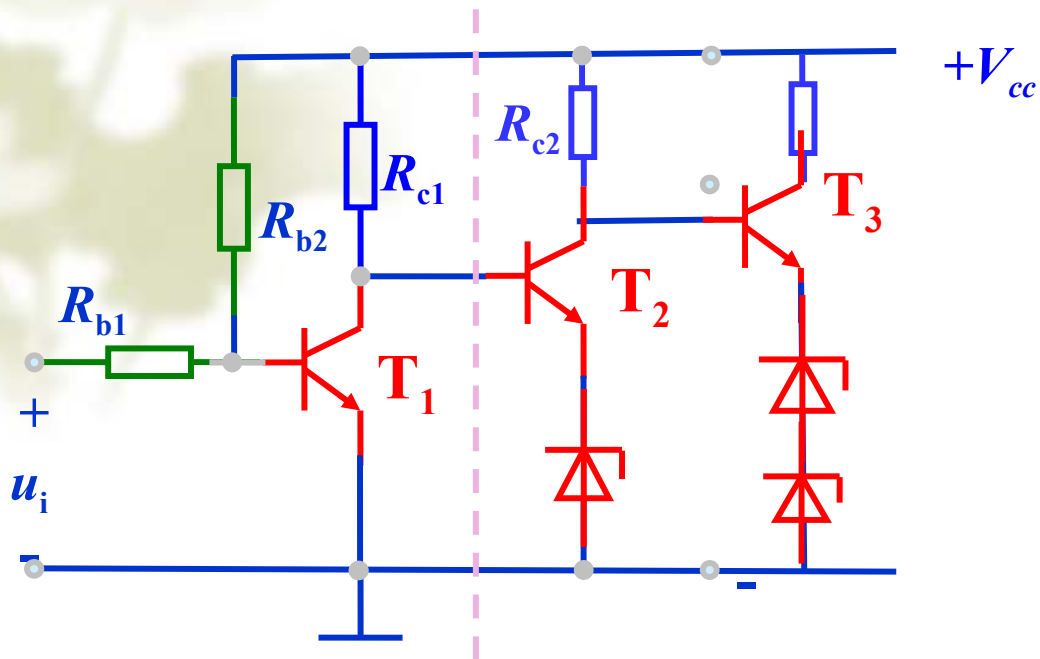 +Vcc
Rc2
Rc1
T3
Rb2
T2
Rb1
T1
+
ui
-
-